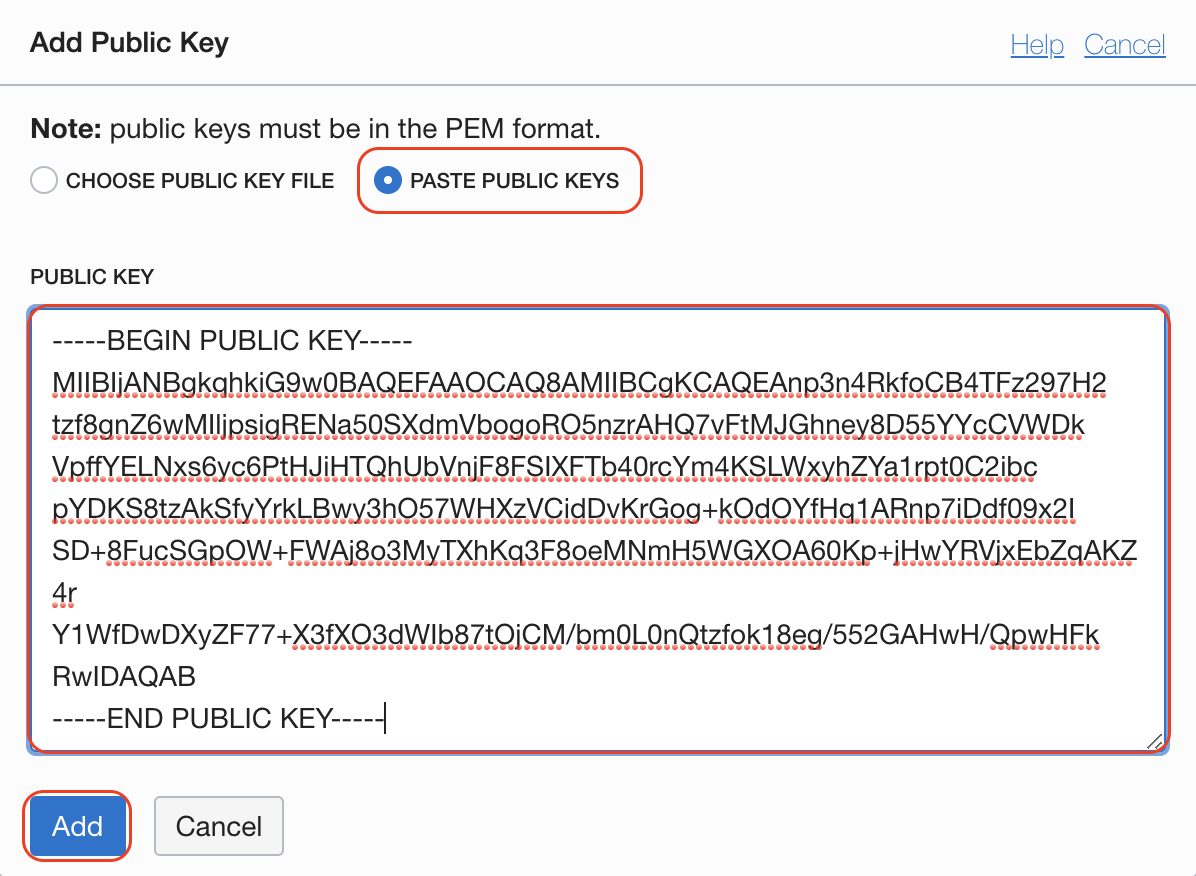 Add Public Key
Help Cancel
Note: public keys must be in the PEM format.
CHOOSE PUBLIC KEY FILE PASTE PUBLIC KEYS
PUBLIC KEY
-----BEGIN PUBLIC KEY-----
MIIBIjANBgkqhkiG9w0BAQEFAAOCAQ8AMIIBCgKCAQEAnp3n4RkfoCB4TFz297H2
tzf8gnZ6wMIljpsigRENa50SXdmVbogoRO5nzrAHQ7vFtMJGhney8D55YYcCVWDk
VpffYELNxs6yc6PtHJiHTQhUbVnjF8FSIXFTb40rcYm4KSLWxyhZYa1rpt0C2ibc
pYDKS8tzAkSfyYrkLBwy3hO57WHXzVCidDvKrGog+kOdOYfHq1ARnp7iDdf09x2I
SD+8FucSGpOW+FWAj8o3MyTXhKq3F8oeMNmH5WGXOA60Kp+jHwYRVjxEbZqAKZ
4r
Y1WfDwDXyZF77+X3fXO3dWIb87tOjCM/bm0L0nQtzfok18eg/552GAHwH/QpwHFk
RwIDAQAB
-----END PUBLIC KEY-----
Add Cancel